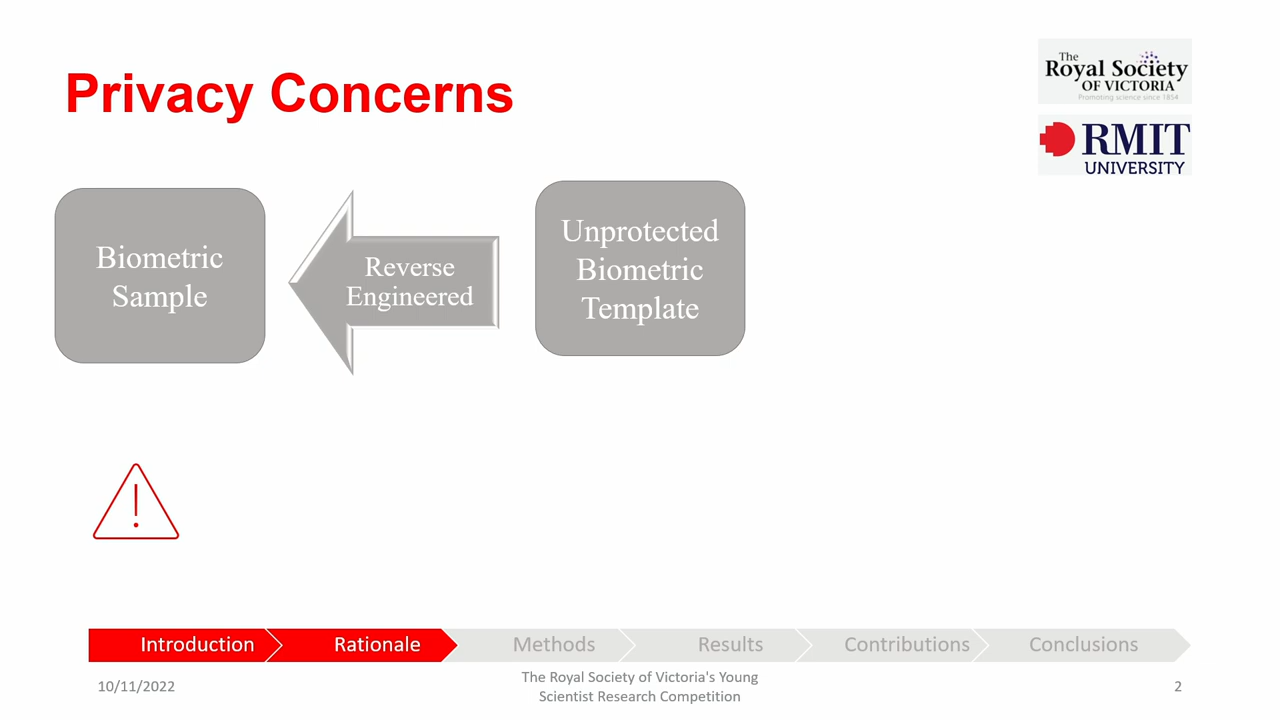 Privacy Concerns
The
Royal Society
OF VICTORIA
Promoting science since 1854
RMIT
UNIVERSITY
Biometric
Sample
Reverse
Engineered
Unprotected
Biometric
Template
!
Introduction
Rationale
Methods
Results
Contributions
Conclusions
10/11/2022
The Royal Society of Victoria's Young
Scientist Research Competition
2